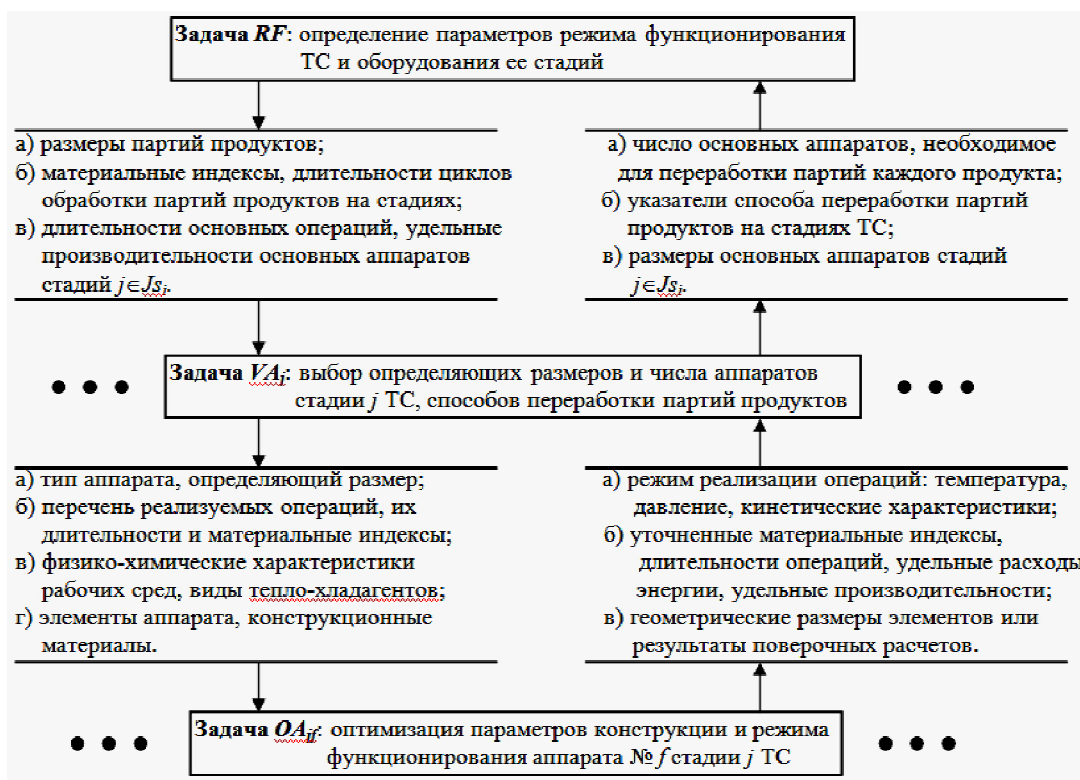 Задача RF: определение параметров режима функционирования
ТС и оборудования ее стадий
а) размеры партий продуктов;
б) материальные индексы, длительности циклов
обработки партий продуктов на стадиях;
в) длительности основных операций, удельные
производительности основных аппаратов
стадий j∈Jsᵢ.
а) число основных аппаратов, необходимое
для переработки партий каждого продукта;
б) указатели способа переработки партий
продуктов на стадиях ТС;
в) размеры основных аппаратов стадий
j∈Jsᵢ.
• • •
Задача VAⱼ: выбор определяющих размеров и числа аппаратов
стадии j ТС, способов переработки партий продуктов
• • •
а) тип аппарата, определяющий размер;
б) перечень реализуемых операций, их
длительности и материальные индексы;
в) физико-химические характеристики
рабочих сред, виды тепло-хладагентов;
г) элементы аппарата, конструкционные
материалы.
а) режим реализации операций: температура,
давление, кинетические характеристики;
б) уточненные материальные индексы,
длительности операций, удельные расходы
энергии, удельные производительности;
в) геометрические размеры элементов или
результаты поверочных расчетов.
• • •
Задача OAⱼf: оптимизация параметров конструкции и режима
функционирования аппарата № f стадии j ТС
• • •